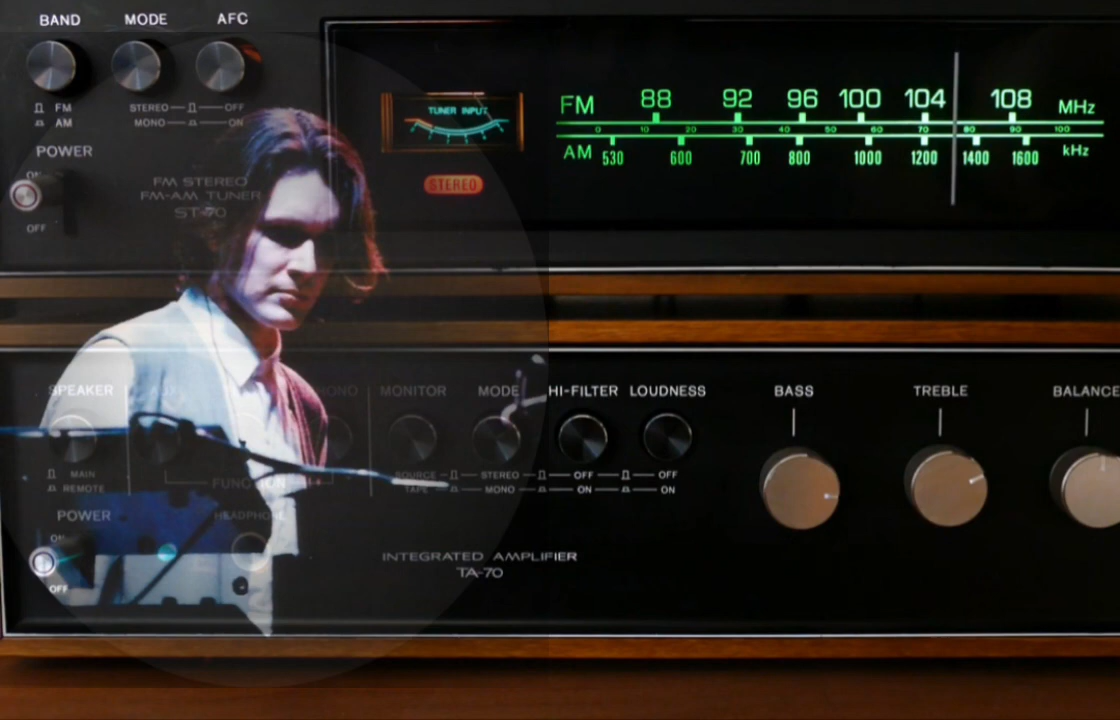 BAND MODE AFC
FM STEREO OFF
AM MONO ON
POWER
ON
OFF
FM STEREO
FM-AM TUNER
ST-70
TUNER INPUT
STEREO
FM 88 92 96 100 104 108 MHz
0 10 20 30 40 50 60 70 80 90 100
AM 530 600 700 800 1000 1200 1400 1600 kHz
SPEAKER AUX PHONO MONITOR MODE HI-FILTER LOUDNESS BASS TREBLE BALANCE
MAIN SOURCE STEREO OFF OFF
REMOTE FUNCTION TAPE MONO ON ON
POWER HEADPHONE
ON
OFF
INTEGRATED AMPLIFIER
TA-70